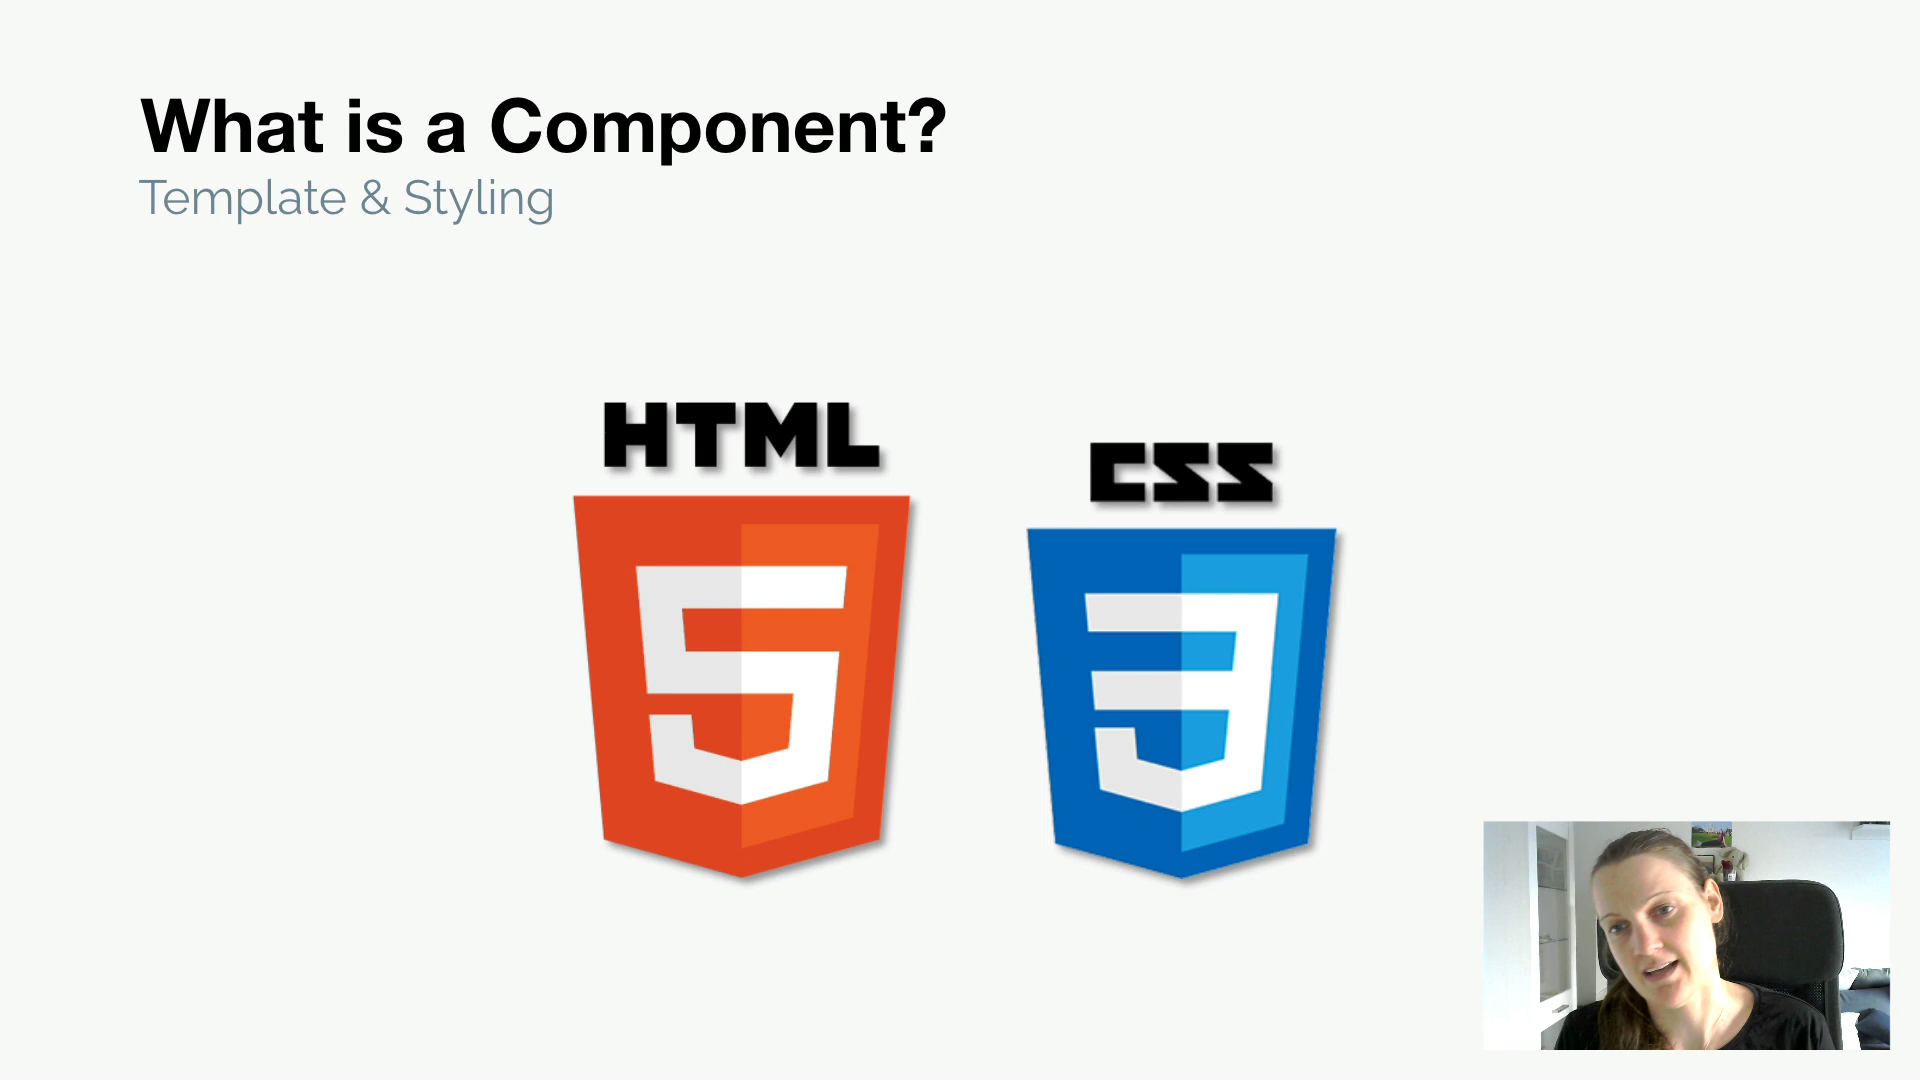 What is a Component?
Template & Styling
HTML
CSS
5
3